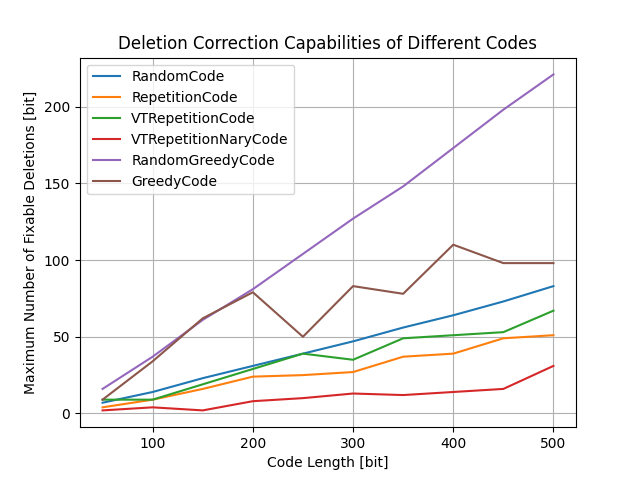 Deletion Correction Capabilities of Different Codes
RandomCode
RepetitionCode
VTRepetitionCode
VTRepetitionNaryCode
RandomGreedyCode
GreedyCode
Maximum Number of Fixable Deletions [bit]
200
150
100
50
0
100 200 300 400 500
Code Length [bit]